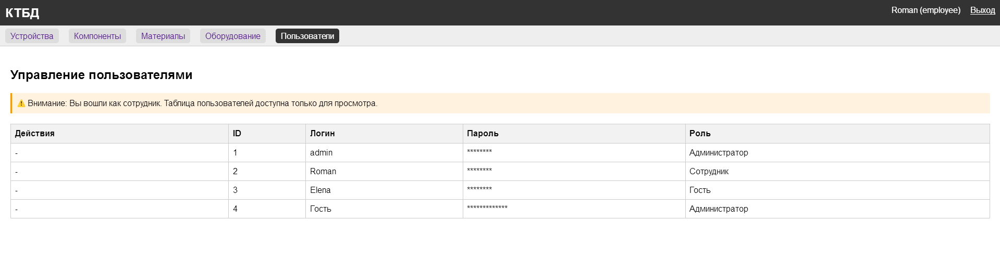 КТБД
Roman (employee) Выход
Устройства Компоненты Материалы Оборудование Пользователи
Управление пользователями
⚠ Внимание: Вы вошли как сотрудник. Таблица пользователей доступна только для просмотра.
Действия ID Логин Пароль Роль
- 1 admin ******** Администратор
- 2 Roman ******** Сотрудник
- 3 Elena ******** Гость
- 4 Гость ************* Администратор